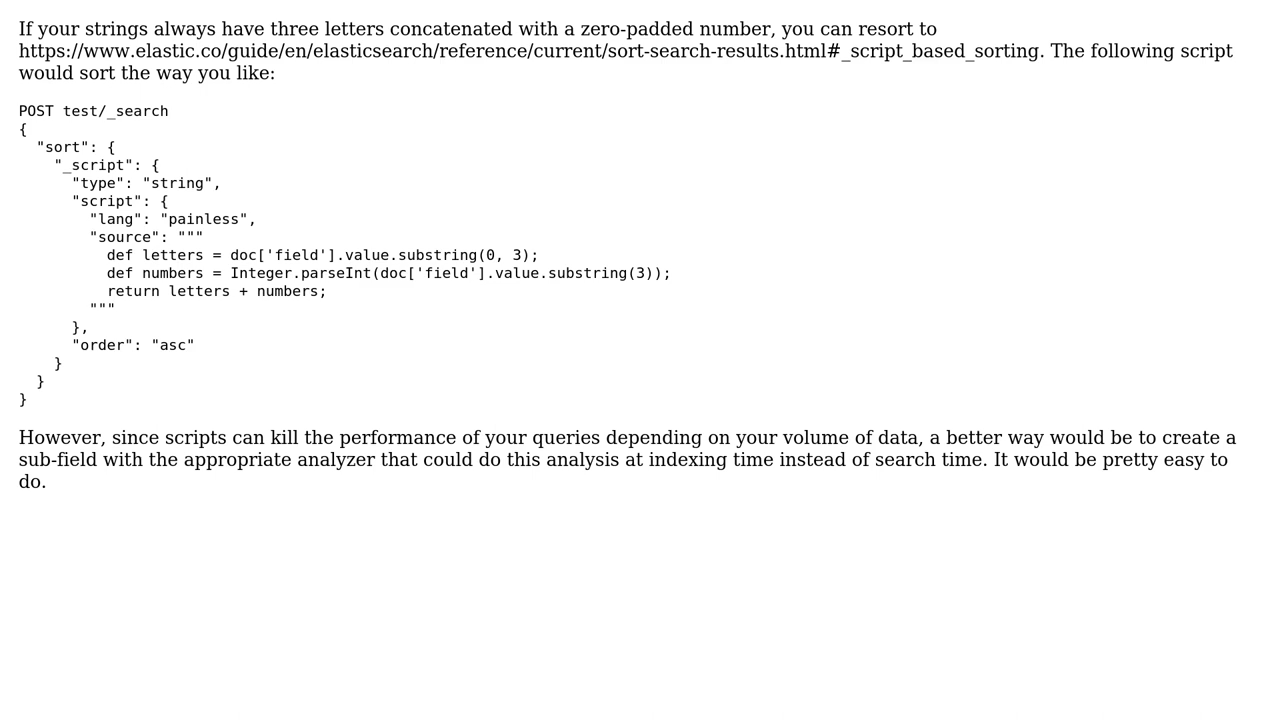 If your strings always have three letters concatenated with a zero-padded number, you can resort to
https://www.elastic.co/guide/en/elasticsearch/reference/current/sort-search-results.html#_script_based_sorting. The following script
would sort the way you like:
POST test/_search
{
  "sort": {
    "_script": {
      "type": "string",
      "script": {
        "lang": "painless",
        "source": """
          def letters = doc['field'].value.substring(0, 3);
          def numbers = Integer.parseInt(doc['field'].value.substring(3));
          return letters + numbers;
        """
      },
      "order": "asc"
    }
  }
}
However, since scripts can kill the performance of your queries depending on your volume of data, a better way would be to create a
sub-field with the appropriate analyzer that could do this analysis at indexing time instead of search time. It would be pretty easy to
do.